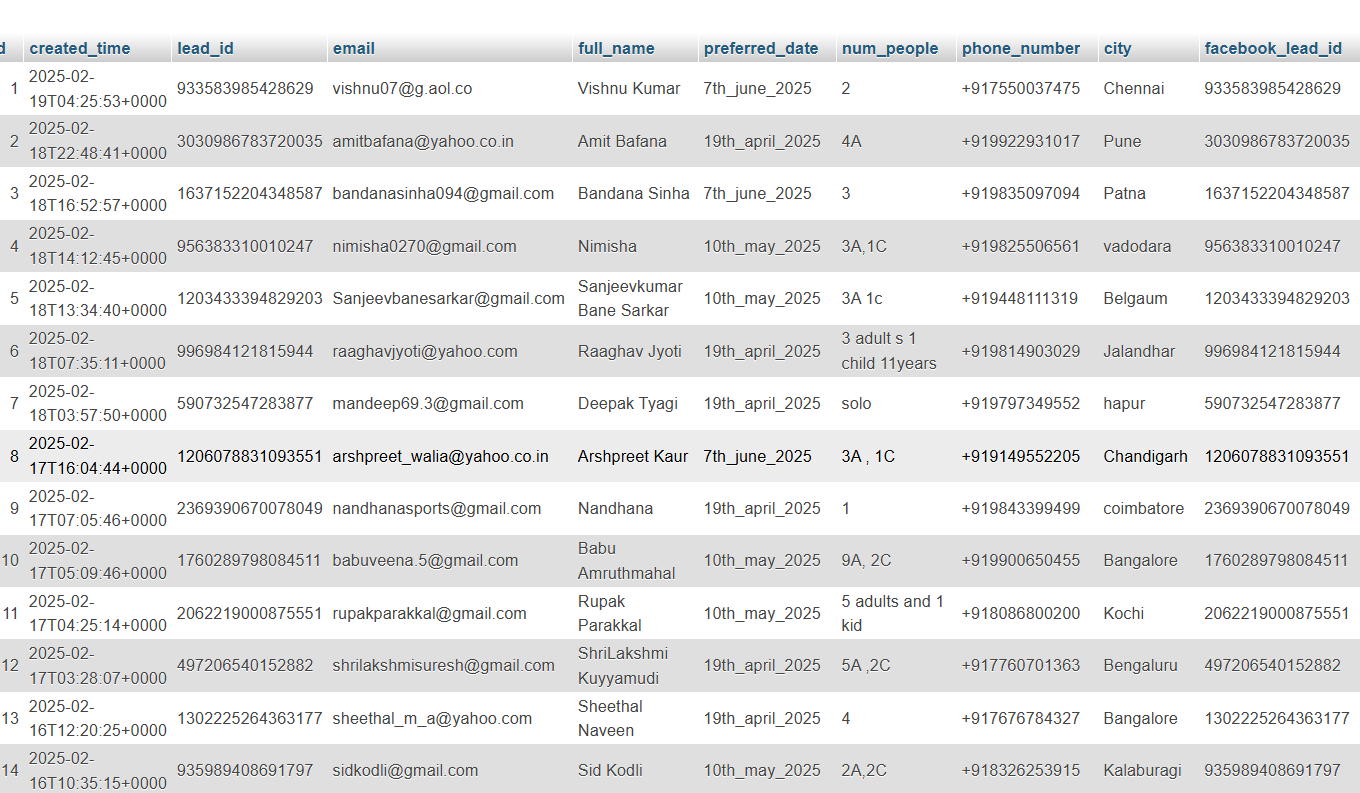 d created_time lead_id email full_name preferred_date num_people phone_number city facebook_lead_id
1 2025-02-19T04:25:53+0000 933583985428629 vishnu07@g.aol.co Vishnu Kumar 7th_june_2025 2 +917550037475 Chennai 933583985428629
2 2025-02-18T22:48:41+0000 3030986783720035 amitbafana@yahoo.co.in Amit Bafana 19th_april_2025 4A +919922931017 Pune 3030986783720035
3 2025-02-18T16:52:57+0000 1637152204348587 bandanasinha094@gmail.com Bandana Sinha 7th_june_2025 3 +919835097094 Patna 1637152204348587
4 2025-02-18T14:12:45+0000 956383310010247 nimisha0270@gmail.com Nimisha 10th_may_2025 3A,1C +919825506561 vadodara 956383310010247
5 2025-02-18T13:34:40+0000 1203433394829203 Sanjeevbanesarkar@gmail.com Sanjeevkumar Bane Sarkar 10th_may_2025 3A 1c +919448111319 Belgaum 1203433394829203
6 2025-02-18T07:35:11+0000 996984121815944 raaghavjyoti@yahoo.com Raaghav Jyoti 19th_april_2025 3 adult s 1 child 11years +919814903029 Jalandhar 996984121815944
7 2025-02-18T03:57:50+0000 590732547283877 mandeep69.3@gmail.com Deepak Tyagi 19th_april_2025 solo +919797349552 hapur 590732547283877
8 2025-02-17T16:04:44+0000 1206078831093551 arshpreet_walia@yahoo.co.in Arshpreet Kaur 7th_june_2025 3A , 1C +919149552205 Chandigarh 1206078831093551
9 2025-02-17T07:05:46+0000 2369390670078049 nandhanasports@gmail.com Nandhana 19th_april_2025 1 +919843399499 coimbatore 2369390670078049
10 2025-02-17T05:09:46+0000 1760289798084511 babuveena.5@gmail.com Babu Amruthmahal 10th_may_2025 9A, 2C +919900650455 Bangalore 1760289798084511
11 2025-02-17T04:25:14+0000 2062219000875551 rupakparakkal@gmail.com Rupak Parakkal 10th_may_2025 5 adults and 1 kid +918086800200 Kochi 2062219000875551
12 2025-02-17T03:28:07+0000 497206540152882 shrilakshmisuresh@gmail.com ShriLakshmi Kuyyamudi 19th_april_2025 5A ,2C +917760701363 Bengaluru 497206540152882
13 2025-02-16T12:20:25+0000 1302225264363177 sheethal_m_a@yahoo.com Sheethal Naveen 19th_april_2025 4 +917676784327 Bangalore 1302225264363177
14 2025-02-16T10:35:15+0000 935989408691797 sidkodli@gmail.com Sid Kodli 10th_may_2025 2A,2C +918326253915 Kalaburagi 935989408691797